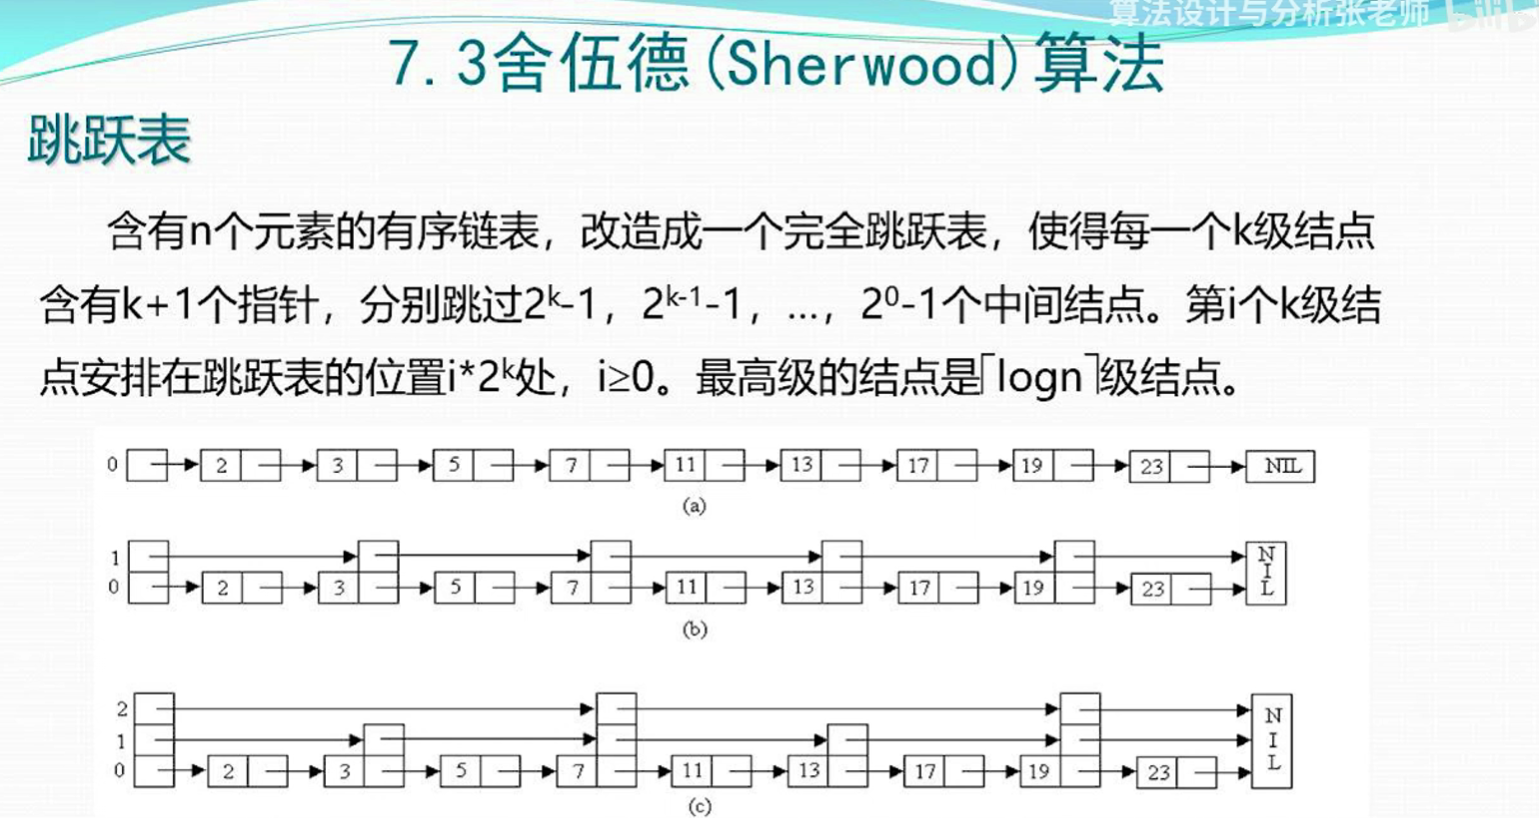 算法设计与分析张老师 bilib
7.3舍伍德(Sherwood)算法
跳跃表
含有n个元素的有序链表，改造成一个完全跳跃表，使得每一个k级结点
含有k+1个指针，分别跳过2ᵏ-1，2ᵏ⁻¹-1，…，2⁰-1个中间结点。第i个k级结
点安排在跳跃表的位置i*2ᵏ处，i≥0。最高级的结点是⌈logn⌉级结点。
0 2 3 5 7 11 13 17 19 23 NIL
(a)
1 NIL
0 2 3 5 7 11 13 17 19 23
(b)
2 NIL
1
0 2 3 5 7 11 13 17 19 23
(c)